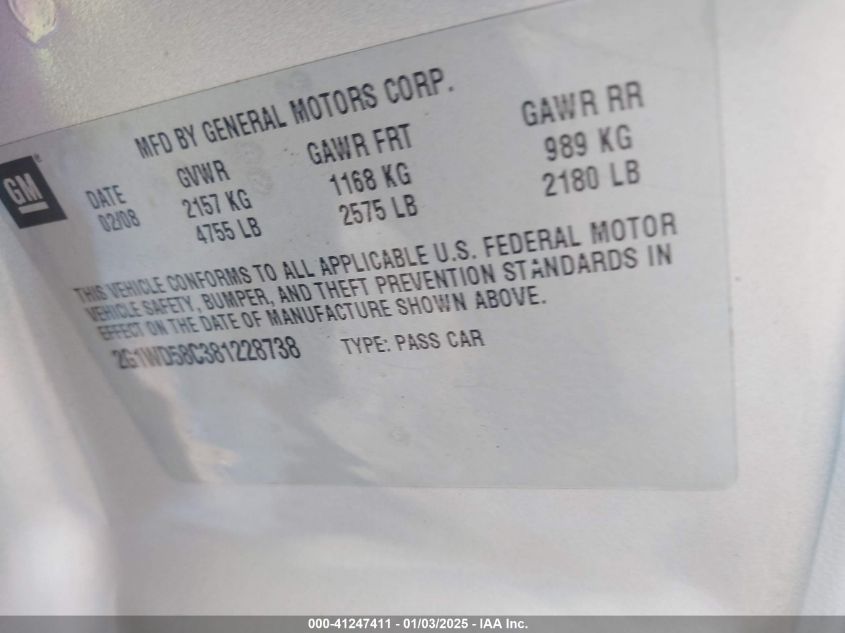 MFD BY GENERAL MOTORS CORP.
GM®
DATE GVWR GAWR FRT GAWR RR
02/08 2157 KG 1168 KG 989 KG
4755 LB 2575 LB 2180 LB
THIS VEHICLE CONFORMS TO ALL APPLICABLE U.S. FEDERAL MOTOR
VEHICLE SAFETY, BUMPER, AND THEFT PREVENTION STANDARDS IN
EFFECT ON THE DATE OF MANUFACTURE SHOWN ABOVE.
2G1WD58C381228738 TYPE: PASS CAR
000-41247411 - 01/03/2025 - IAA Inc.